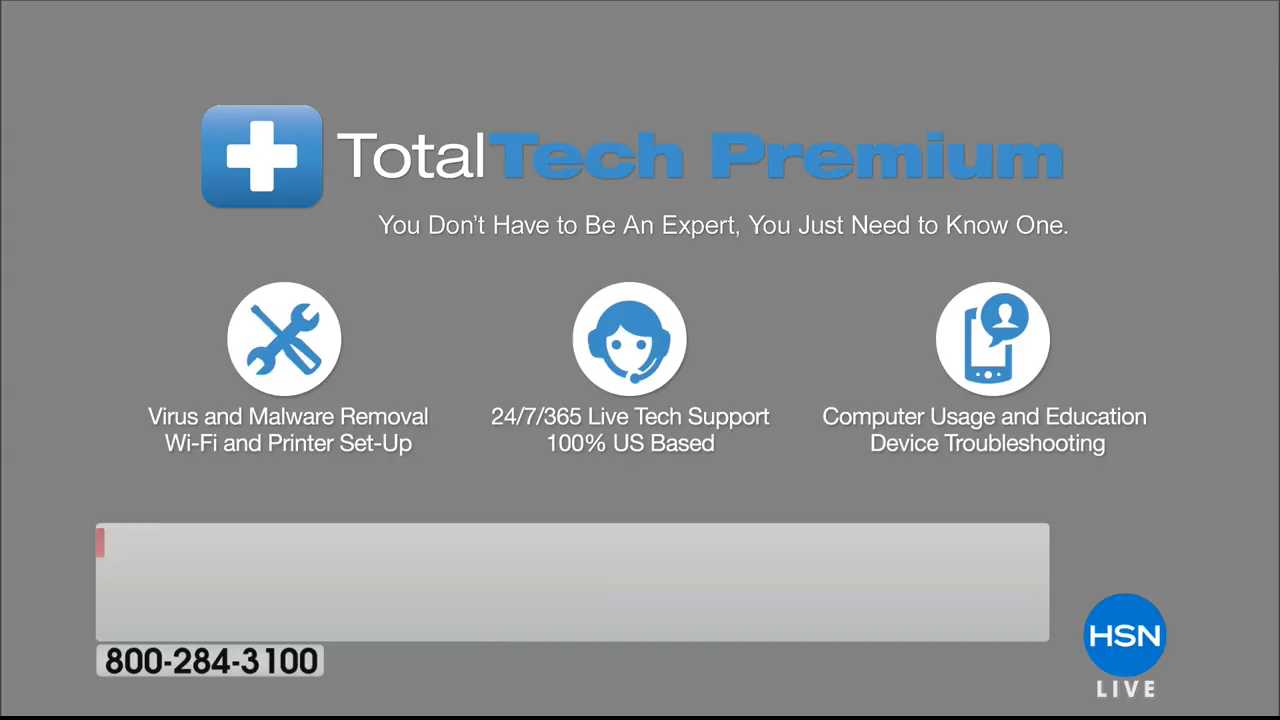 TotalTech Premium
You Don't Have to Be An Expert, You Just Need to Know One.
Virus and Malware Removal
Wi-Fi and Printer Set-Up
24/7/365 Live Tech Support
100% US Based
Computer Usage and Education
Device Troubleshooting
800-284-3100
HSN
LIVE